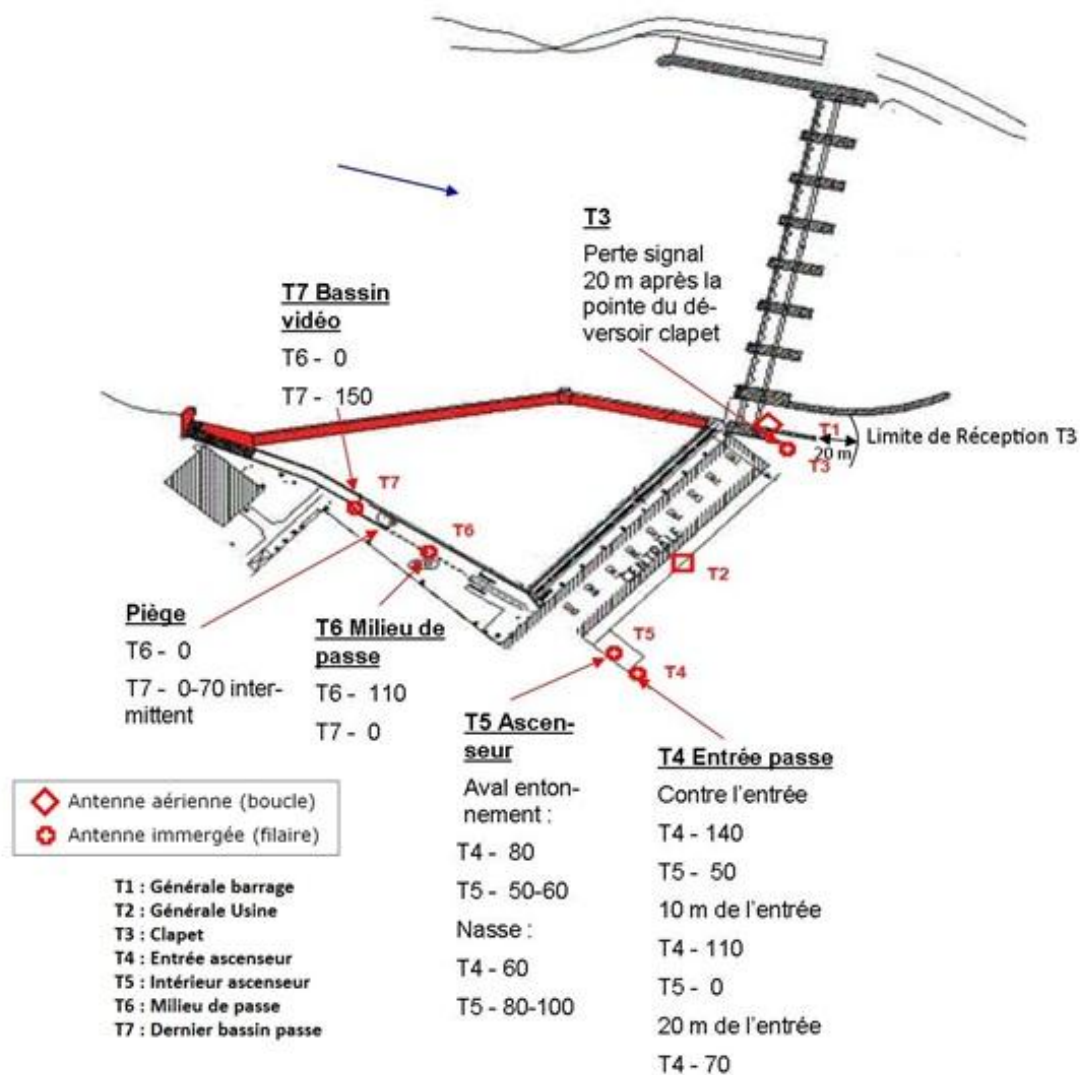 T3
Perte signal
20 m après la
pointe du dé-
versoir clapet
T7 Bassin
vidéo
T6 - 0
T7 - 150
T1
Limite de Réception T3
20 m
T3
T7
T6
CENTRALE
T2
Piège
T6 - 0
T7 - 0-70 inter-
mittent
T6 Milieu de
passe
T6 - 110
T7 - 0
T5
T4
T5 Ascen-
seur
Aval enton-
nement :
T4 - 80
T5 - 50-60
Nasse :
T4 - 60
T5 - 80-100
T4 Entrée passe
Contre l'entrée
T4 - 140
T5 - 50
10 m de l'entrée
T4 - 110
T5 - 0
20 m de l'entrée
T4 - 70
Antenne aérienne (boucle)
Antenne immergée (filaire)
T1 : Générale barrage
T2 : Générale Usine
T3 : Clapet
T4 : Entrée ascenseur
T5 : Intérieur ascenseur
T6 : Milieu de passe
T7 : Dernier bassin passe